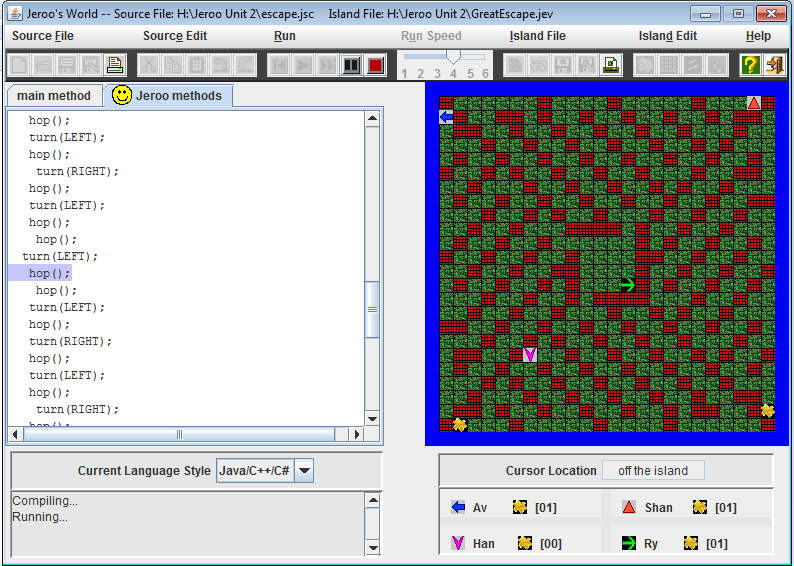 Jeroo's World -- Source File: H:\Jeroo Unit 2\escape.jsc     Island File: H:\Jeroo Unit 2\GreatEscape.jev
Source File Source Edit Run Run Speed Island File Island Edit Help
1 2 3 4 5 6
main method Jeroo methods
hop();
turn(LEFT);
hop();
turn(RIGHT);
hop();
turn(LEFT);
hop();
hop();
turn(LEFT);
hop();
hop();
turn(LEFT);
hop();
turn(RIGHT);
hop();
turn(LEFT);
hop();
turn(RIGHT);
hop();
Current Language Style Java/C++/C#
Compiling...
Running...
Cursor Location off the island
Av [01] Shan [01]
Han [00] Ry [01]